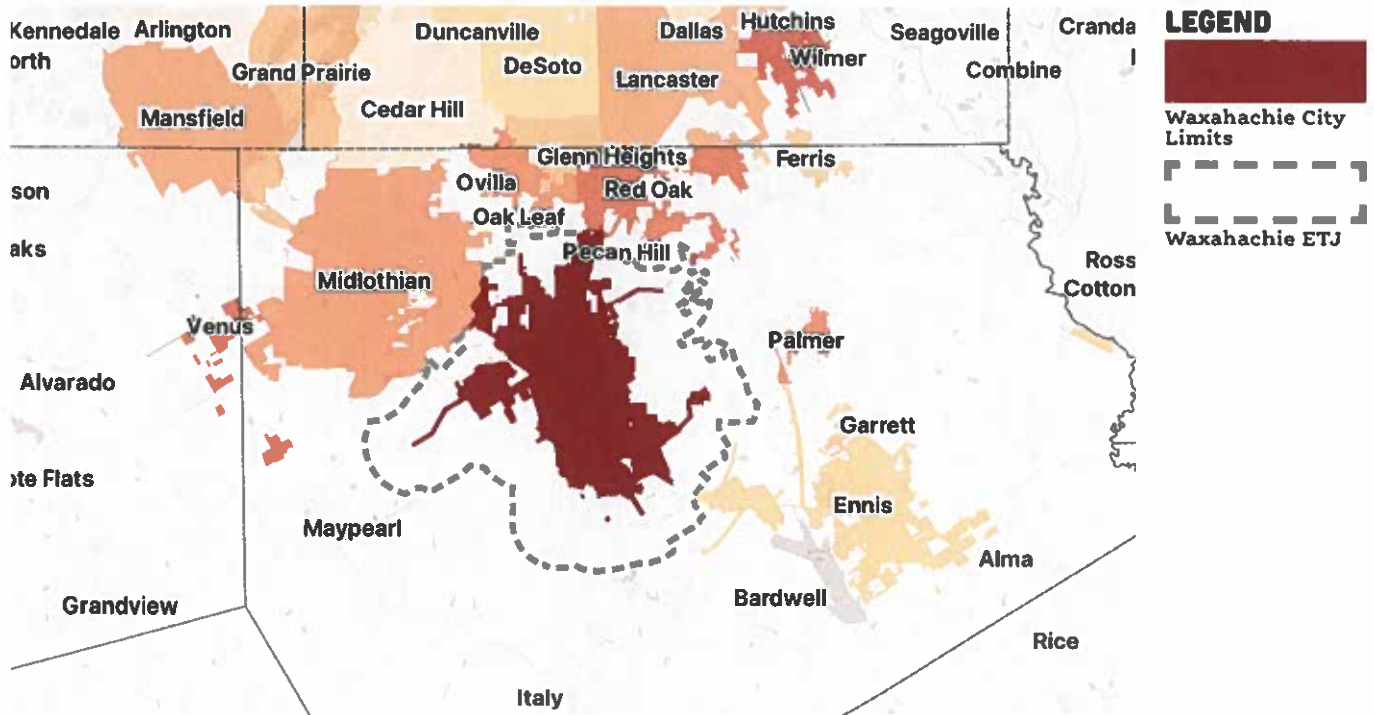 Kennedale
Arlington
Duncanville
Dallas
Hutchins
Seagoville
Cranda
orth
Grand Prairie
DeSoto
Lancaster
Wilmer
Combine
Mansfield
Cedar Hill
Glenn Heights
Ferris
son
Ovilla
Red Oak
Oak Leaf
aks
Pecan Hill
Ross
Midlothian
Cotton
Venus
Palmer
Alvarado
Garrett
ote Flats
Ennis
Maypearl
Alma
Grandview
Bardwell
Rice
Italy
LEGEND
Waxahachie City
Limits
Waxahachie ETJ